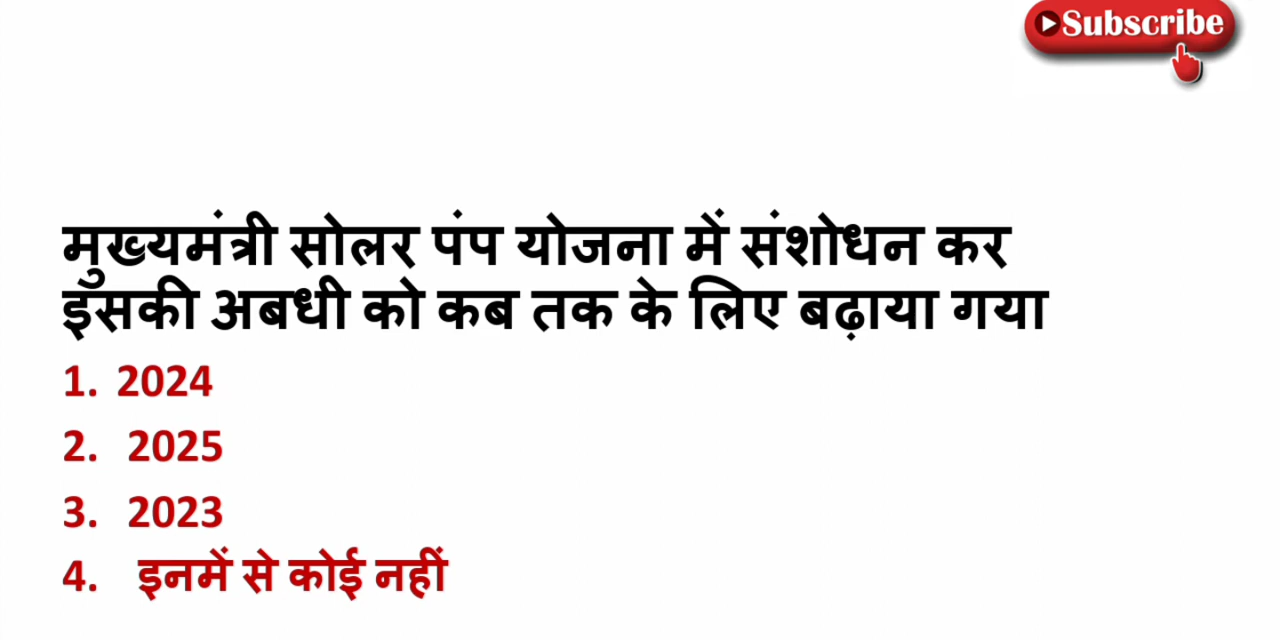 Subscribe
मुख्यमंत्री सोलर पंप योजना में संशोधन कर
इसकी अबधी को कब तक के लिए बढ़ाया गया
1. 2024
2. 2025
3. 2023
4. इनमें से कोई नहीं